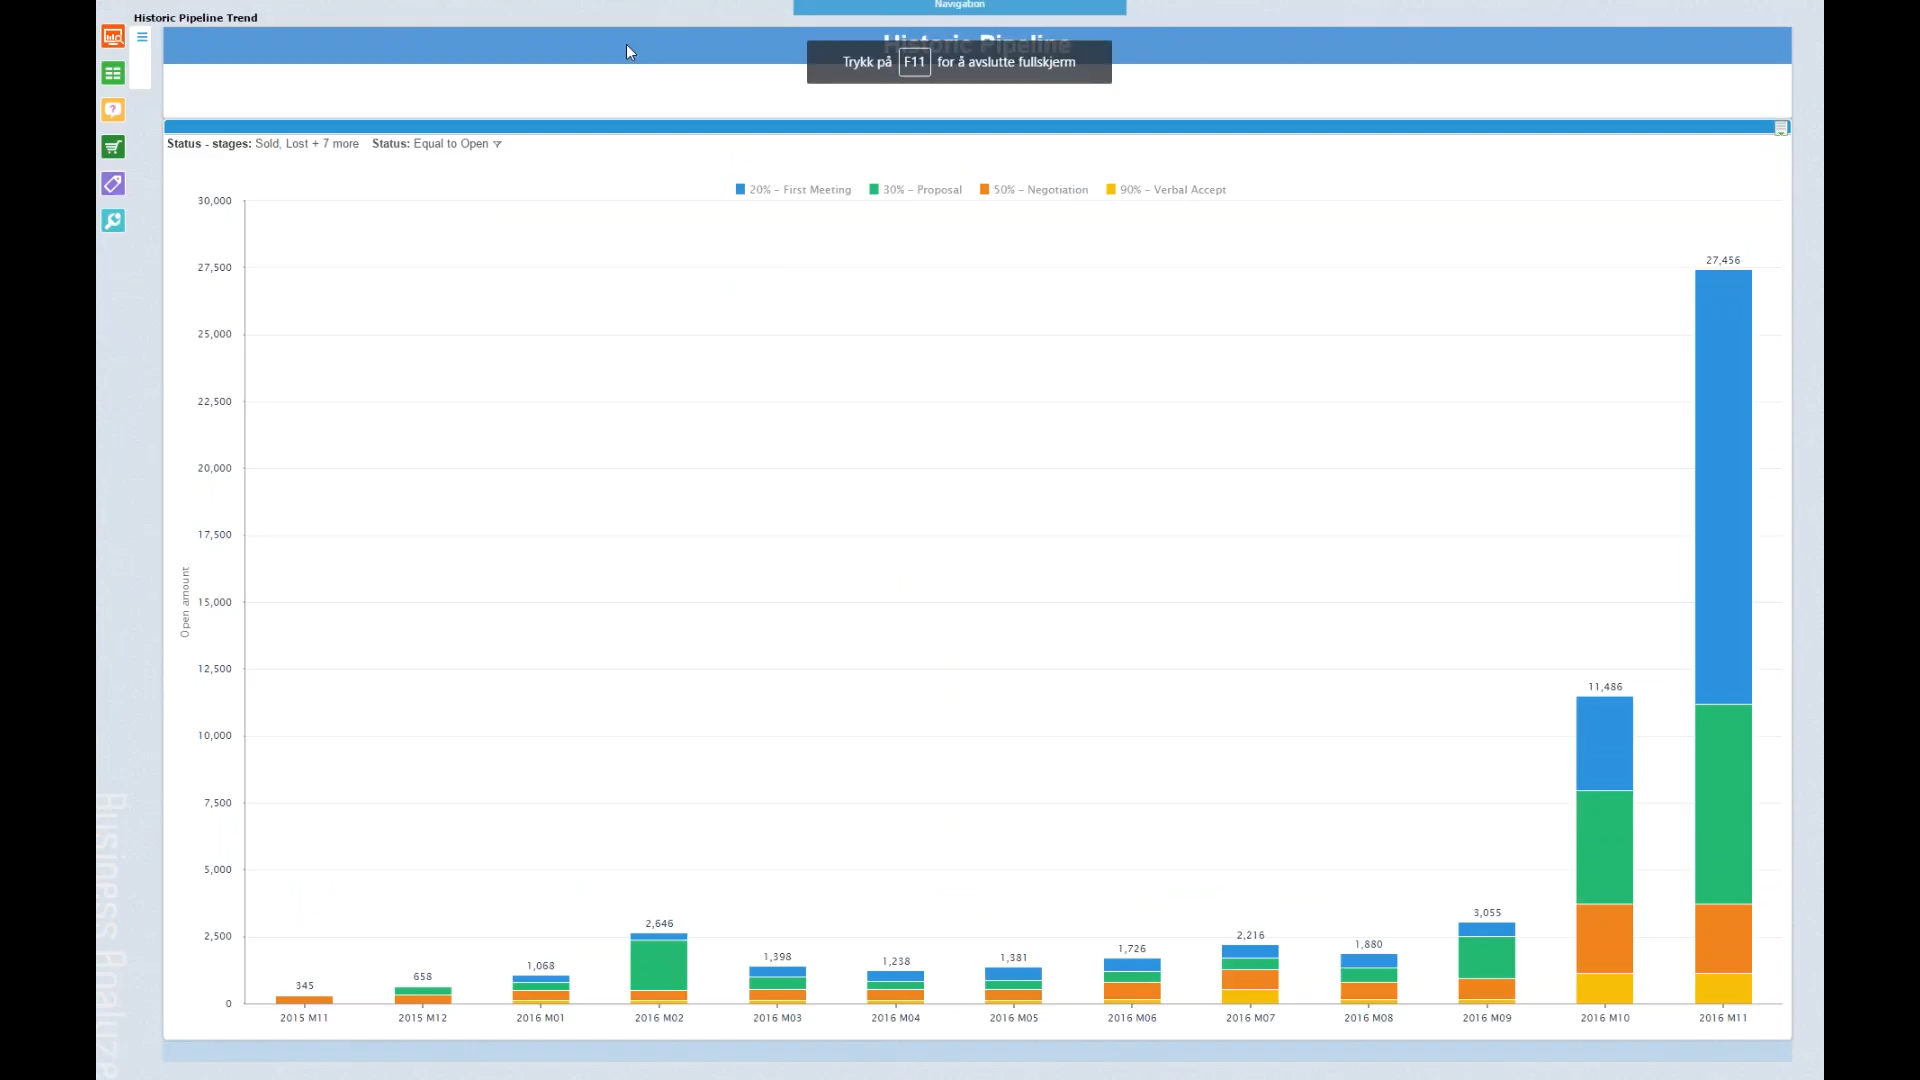 Navigation
Historic Pipeline Trend
Historic Pipeline
Trykk på F11 for å avslutte fullskjerm
Status - stages: Sold, Lost + 7 more Status: Equal to Open
20% – First Meeting 30% – Proposal 50% – Negotiation 90% – Verbal Accept
30,000
27,500
25,000
22,500
20,000
17,500
15,000
12,500
10,000
7,500
5,000
2,500
0
Open amount
345
658
1,068
2,646
1,398
1,238
1,381
1,726
2,216
1,880
3,055
11,486
27,456
2015 M11 2015 M12 2016 M01 2016 M02 2016 M03 2016 M04 2016 M05 2016 M06 2016 M07 2016 M08 2016 M09 2016 M10 2016 M11
Business Analyze